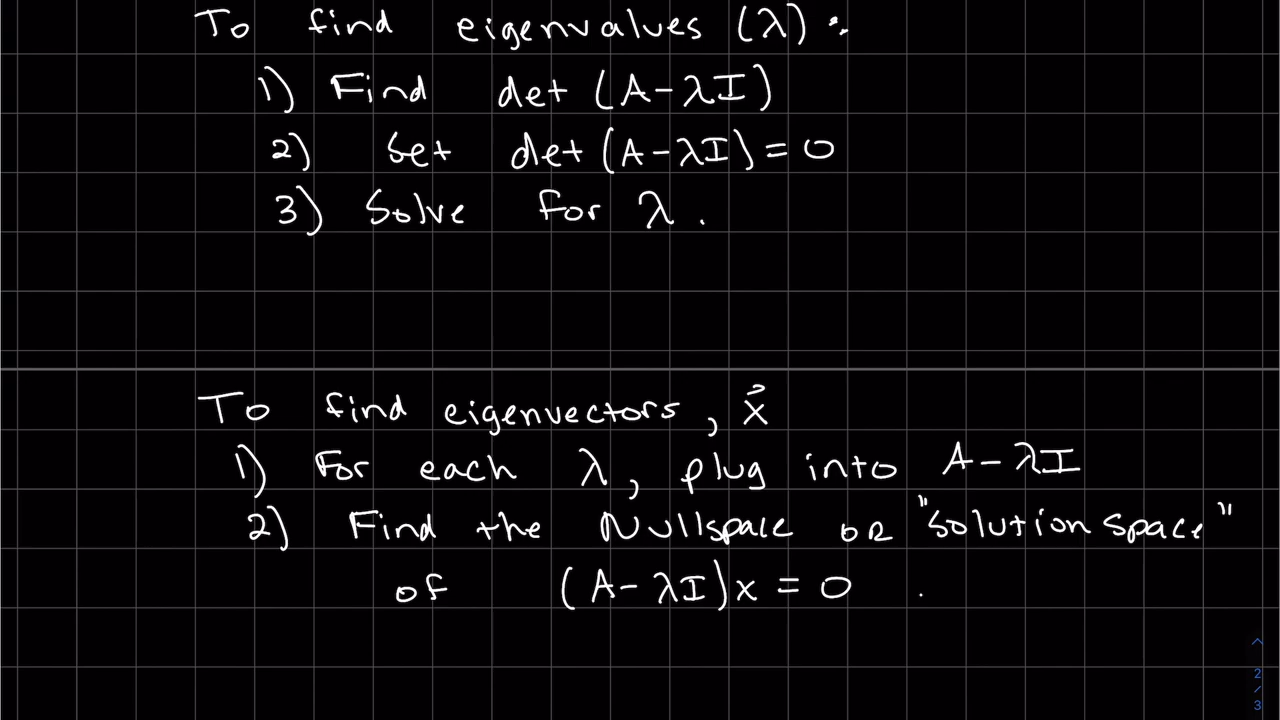 To find eigenvalues (λ):
1) Find det (A-λI)
2) Set det (A-λI) = 0
3) Solve for λ.
To find eigenvectors, x⃗
1) For each λ, plug into A-λI
2) Find the Nullspace or "solution space"
of (A-λI)x = 0.
2/3